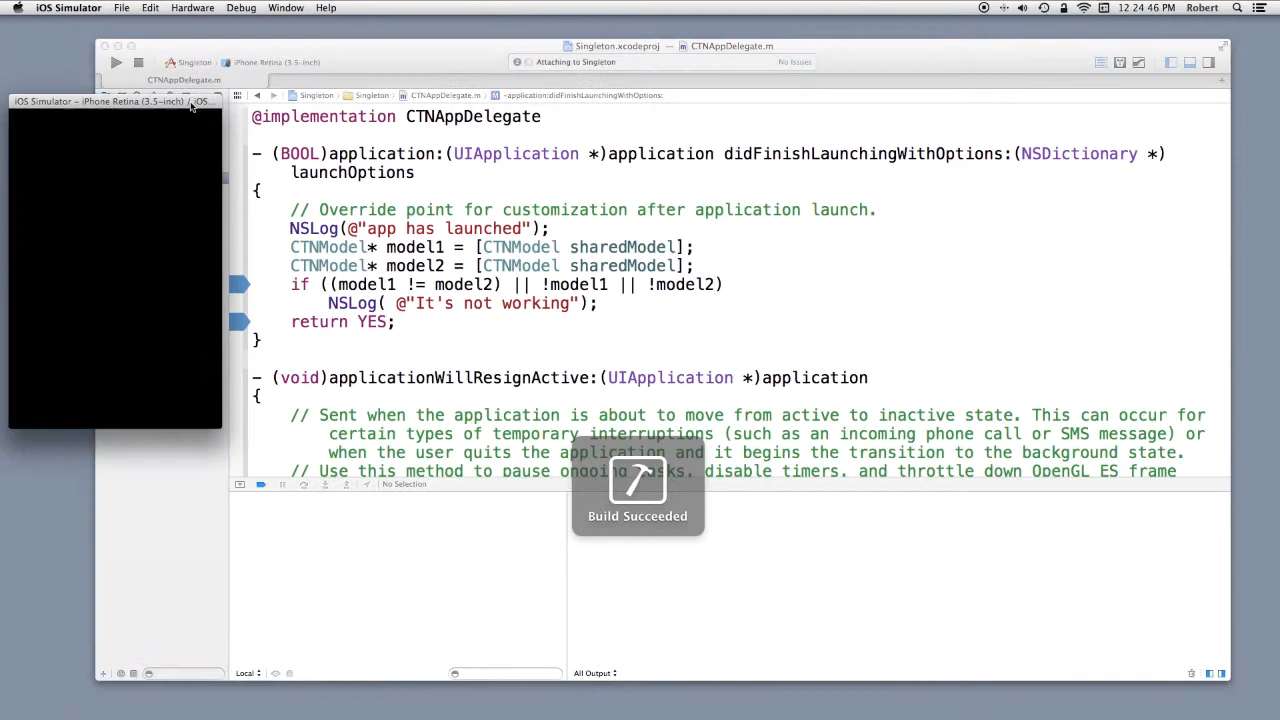 iOS Simulator File Edit Hardware Debug Window Help 12:24:46 PM Robert
Singleton.xcodeproj — CTNAppDelegate.m
Singleton iPhone Retina (3.5-inch) Attaching to Singleton No Issues
CTNAppDelegate.m
Singleton Singleton CTNAppDelegate.m M -application:didFinishLaunchingWithOptions:
iOS Simulator - iPhone Retina (3.5-inch) / iOS...
@implementation CTNAppDelegate
- (BOOL)application:(UIApplication *)application didFinishLaunchingWithOptions:(NSDictionary *)
launchOptions
{
// Override point for customization after application launch.
NSLog(@"app has launched");
CTNModel* model1 = [CTNModel sharedModel];
CTNModel* model2 = [CTNModel sharedModel];
if ((model1 != model2) || !model1 || !model2)
NSLog( @"It's not working");
return YES;
}
- (void)applicationWillResignActive:(UIApplication *)application
{
// Sent when the application is about to move from active to inactive state. This can occur for
certain types of temporary interruptions (such as an incoming phone call or SMS message) or
when the user quits the application and it begins the transition to the background state.
// Use this method to pause ongoing tasks, disable timers, and throttle down OpenGL ES frame
No Selection
Build Succeeded
Local All Output